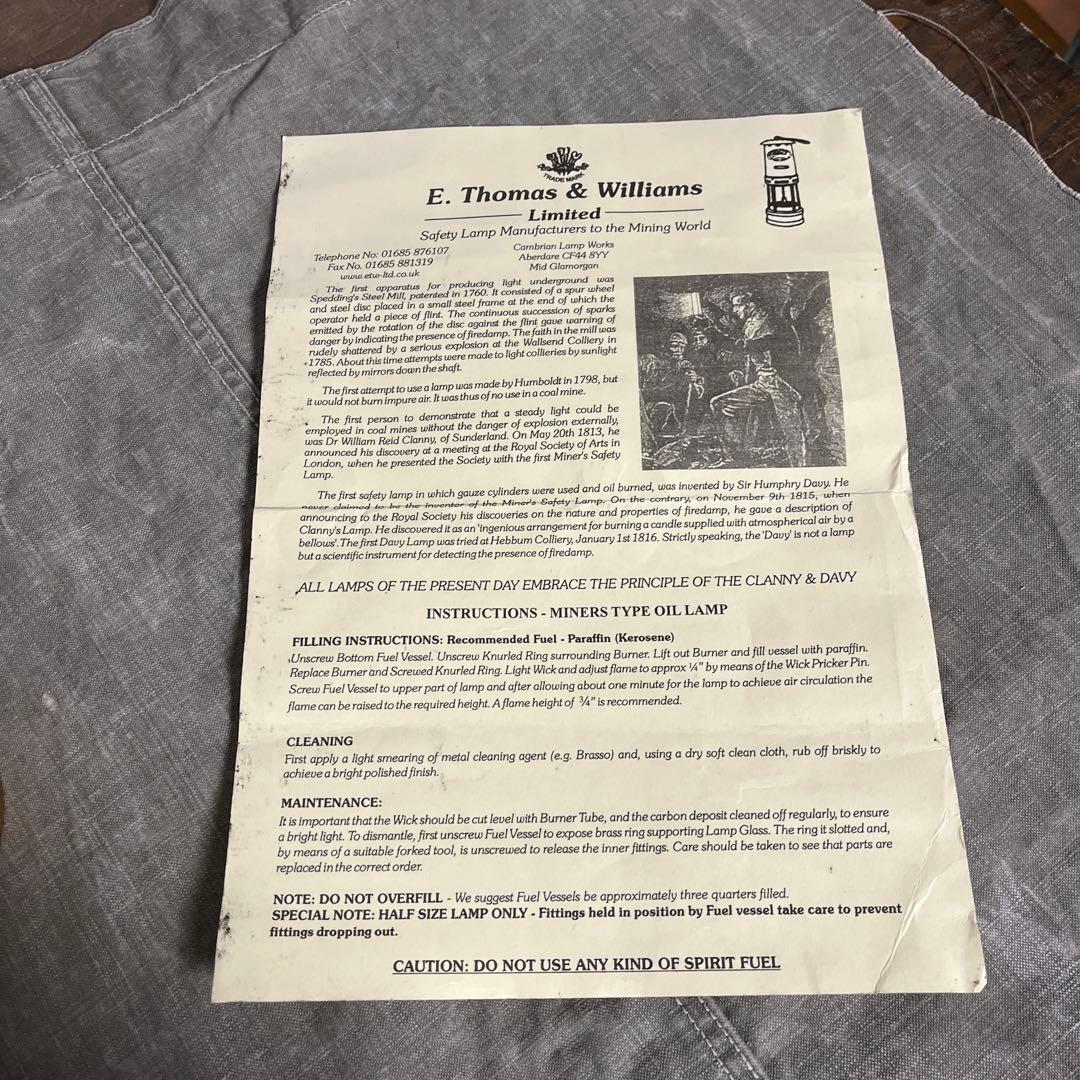 TRADE MARK
E. Thomas & Williams
Limited
Safety Lamp Manufacturers to the Mining World
Telephone No: 01685 876107
Fax No. 01685 881319
www.etw-ltd.co.uk
Cambrian Lamp Works
Aberdare CF44 8YY
Mid Glamorgan
The first apparatus for producing light underground was
Spedding's Steel Mill, patented in 1760. It consisted of a spur wheel
and steel disc placed in a small steel frame at the end of which the
operator held a piece of flint. The continuous succession of sparks
emitted by the rotation of the disc against the flint gave warning of
danger by indicating the presence of firedamp. The faith in the mill was
rudely shattered by a serious explosion at the Wallsend Colliery in
1785. About this time attempts were made to light collieries by sunlight
reflected by mirrors down the shaft.
The first attempt to use a lamp was made by Humboldt in 1798, but
it would not burn impure air. It was thus of no use in a coal mine.
The first person to demonstrate that a steady light could be
employed in coal mines without the danger of explosion externally,
was Dr William Reid Clanny, of Sunderland. On May 20th 1813, he
announced his discovery at a meeting at the Royal Society of Arts in
London, when he presented the Society with the first Miner's Safety
Lamp.
The first safety lamp in which gauze cylinders were used and oil burned, was invented by Sir Humphry Davy. He
never claimed to be the inventor of the Miner's Safety Lamp. On the contrary, on November 9th 1815, when
announcing to the Royal Society his discoveries on the nature and properties of firedamp, he gave a description of
Clanny's Lamp. He discovered it as an 'ingenious arrangement for burning a candle supplied with atmospherical air by a
bellows'. The first Davy Lamp was tried at Hebburn Colliery, January 1st 1816. Strictly speaking, the 'Davy' is not a lamp
but a scientific instrument for detecting the presence of firedamp.
ALL LAMPS OF THE PRESENT DAY EMBRACE THE PRINCIPLE OF THE CLANNY & DAVY
INSTRUCTIONS - MINERS TYPE OIL LAMP
FILLING INSTRUCTIONS: Recommended Fuel - Paraffin (Kerosene)
Unscrew Bottom Fuel Vessel. Unscrew Knurled Ring surrounding Burner. Lift out Burner and fill vessel with paraffin.
Replace Burner and Screwed Knurled Ring. Light Wick and adjust flame to approx ¼" by means of the Wick Pricker Pin.
Screw Fuel Vessel to upper part of lamp and after allowing about one minute for the lamp to achieve air circulation the
flame can be raised to the required height. A flame height of ¾" is recommended.
CLEANING
First apply a light smearing of metal cleaning agent (e.g. Brasso) and, using a dry soft clean cloth, rub off briskly to
achieve a bright polished finish.
MAINTENANCE:
It is important that the Wick should be cut level with Burner Tube, and the carbon deposit cleaned off regularly, to ensure
a bright light. To dismantle, first unscrew Fuel Vessel to expose brass ring supporting Lamp Glass. The ring it slotted and,
by means of a suitable forked tool, is unscrewed to release the inner fittings. Care should be taken to see that parts are
replaced in the correct order.
NOTE: DO NOT OVERFILL - We suggest Fuel Vessels be approximately three quarters filled.
SPECIAL NOTE: HALF SIZE LAMP ONLY - Fittings held in position by Fuel vessel take care to prevent
fittings dropping out.
CAUTION: DO NOT USE ANY KIND OF SPIRIT FUEL